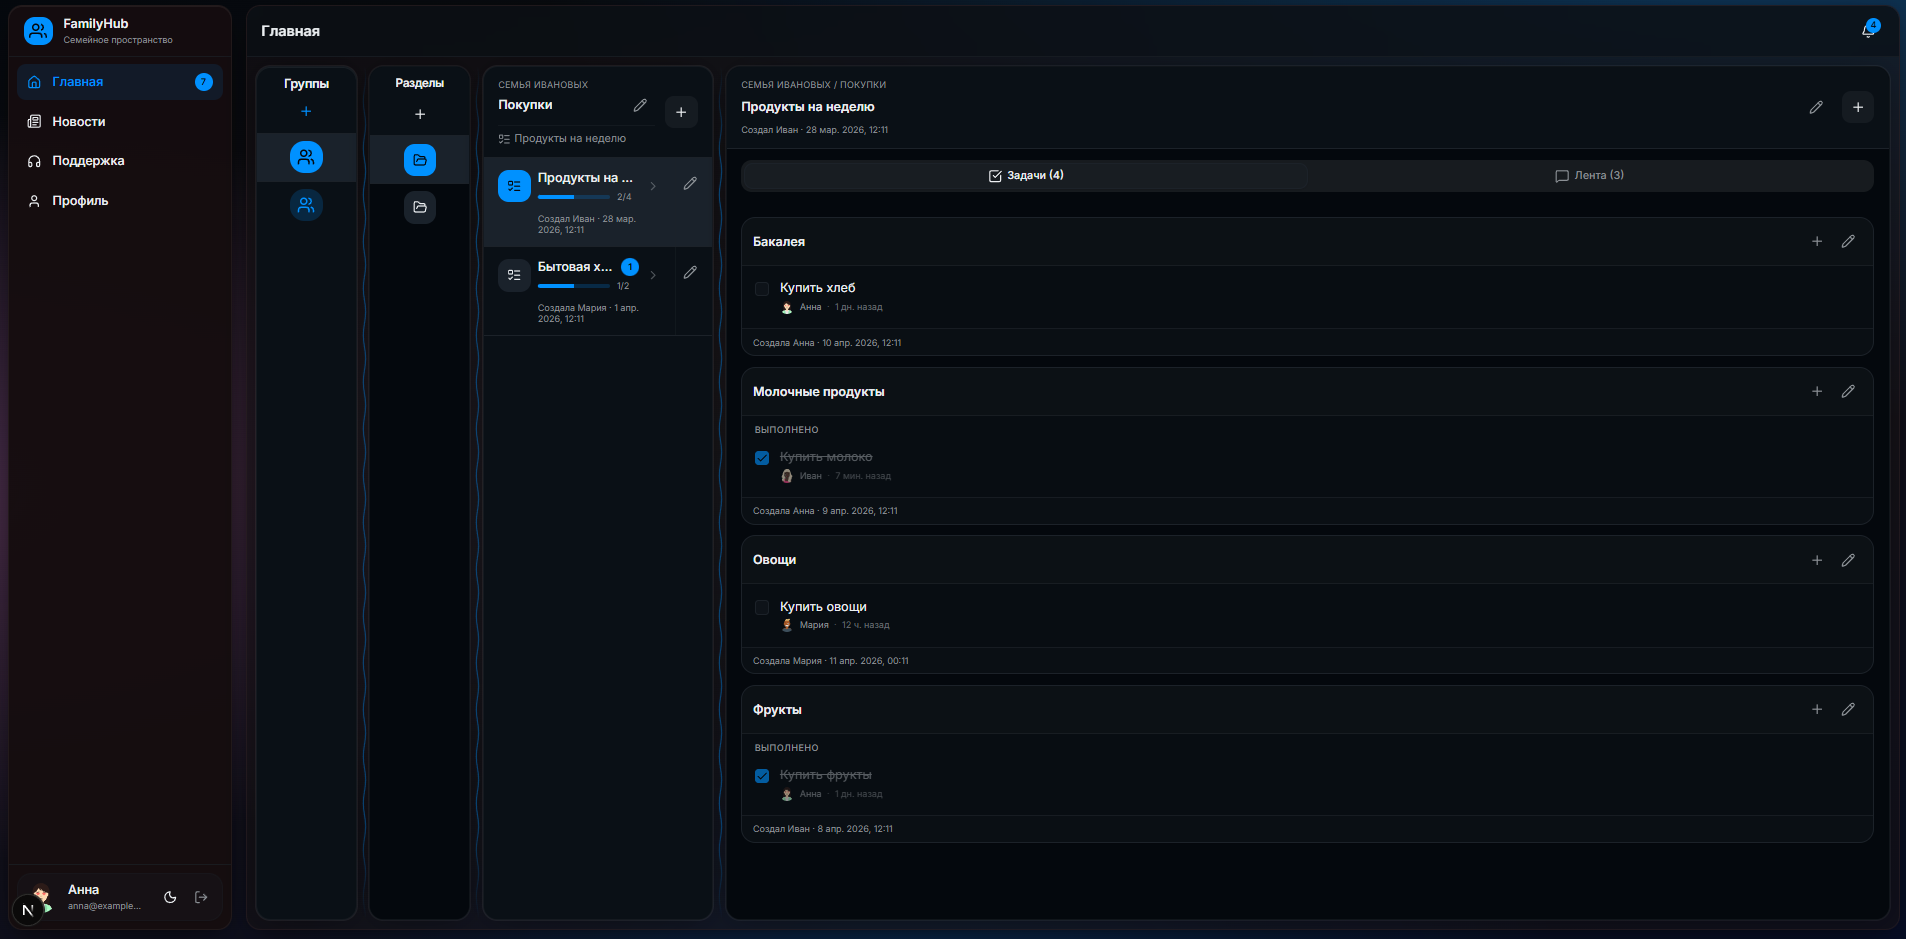 FamilyHub
Семейное пространство
Главная
7
Новости
Поддержка
Профиль
Анна
anna@example...
N
Главная
4
Группы
Разделы
СЕМЬЯ ИВАНОВЫХ
Покупки
Продукты на неделю
Продукты на ...
2/4
Создал Иван · 28 мар.
2026, 12:11
Бытовая х...
1
1/2
Создала Мария · 1 апр.
2026, 12:11
СЕМЬЯ ИВАНОВЫХ / ПОКУПКИ
Продукты на неделю
Создал Иван · 28 мар. 2026, 12:11
Задачи (4)
Лента (3)
Бакалея
Купить хлеб
Анна · 1 дн. назад
Создала Анна · 10 апр. 2026, 12:11
Молочные продукты
ВЫПОЛНЕНО
Купить молоко
Иван · 7 мин. назад
Создала Анна · 9 апр. 2026, 12:11
Овощи
Купить овощи
Мария · 12 ч. назад
Создала Мария · 11 апр. 2026, 00:11
Фрукты
ВЫПОЛНЕНО
Купить фрукты
Анна · 1 дн. назад
Создал Иван · 8 апр. 2026, 12:11